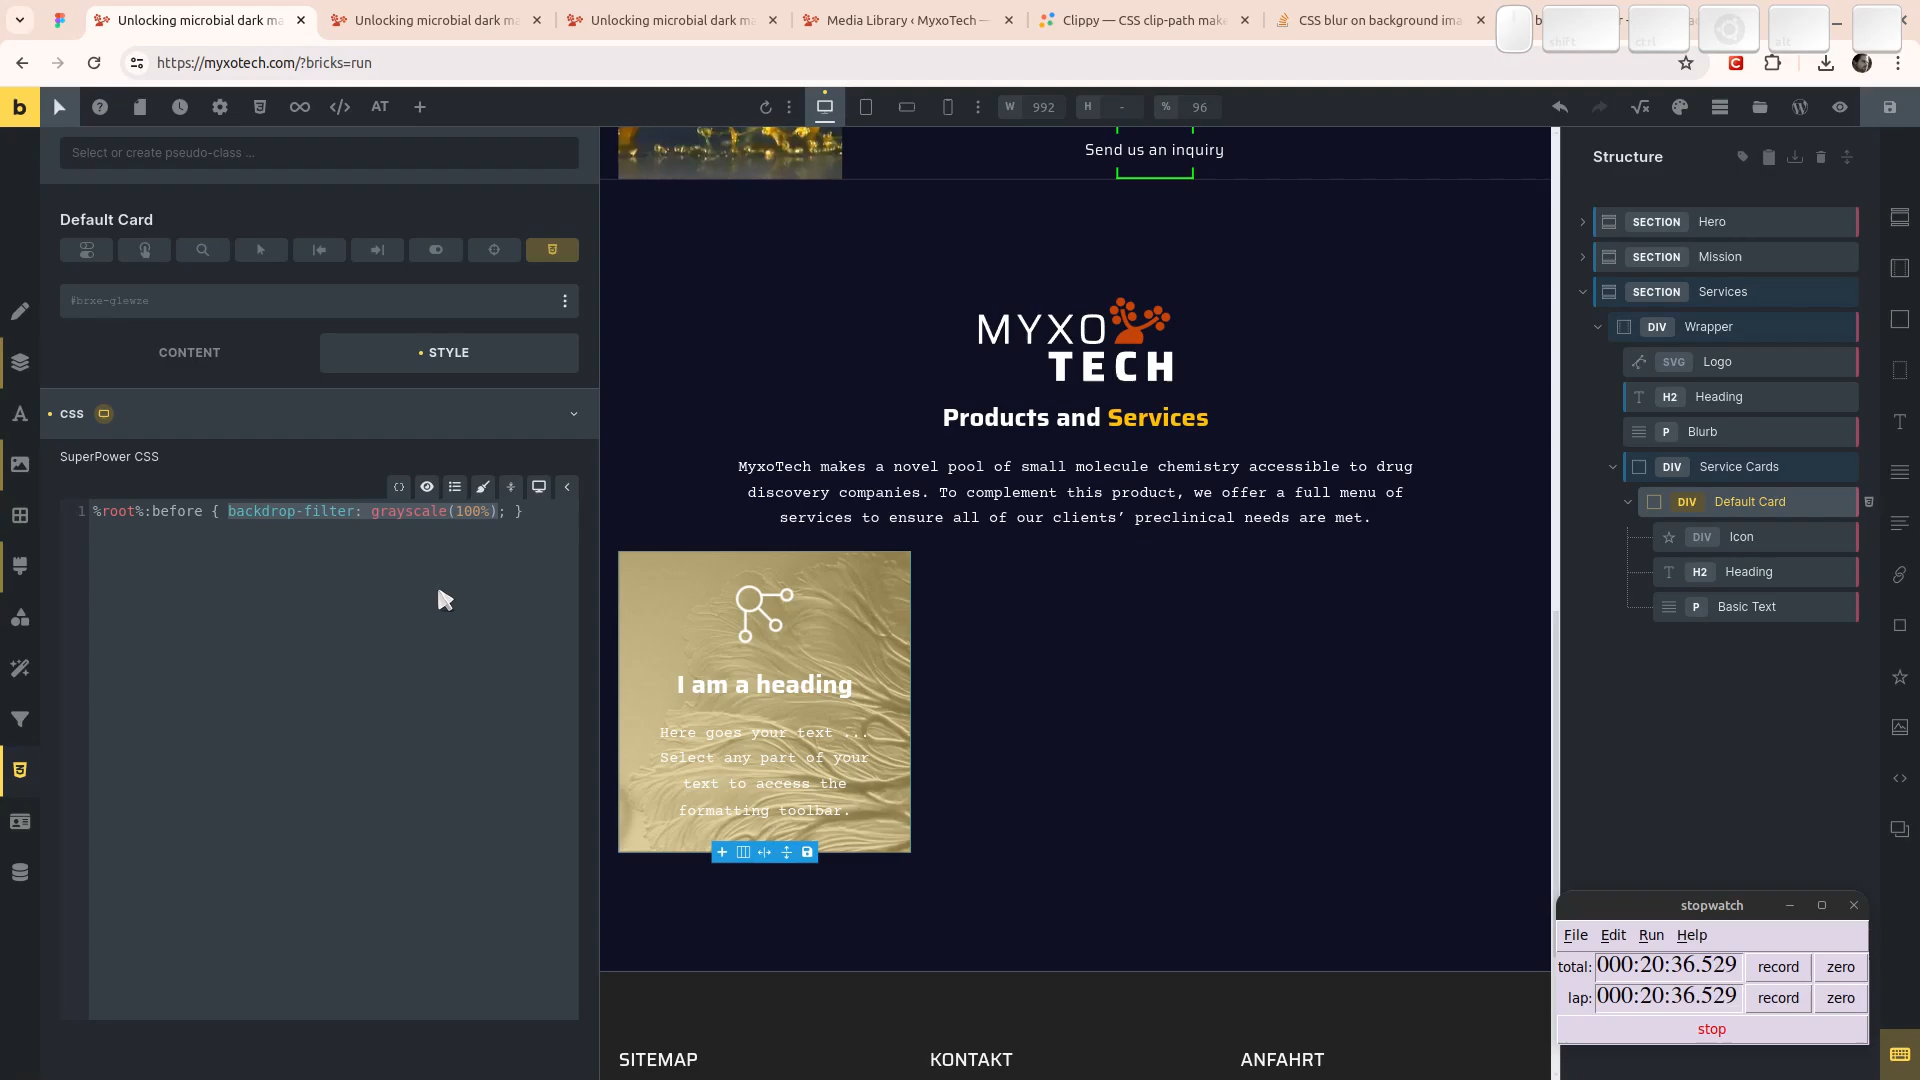 Unlocking microbial dark ma
Unlocking microbial dark ma
Unlocking microbial dark ma
Media Library ‹ MyxoTech —
Clippy — CSS clip-path make
CSS blur on background ima
shift
ctrl
alt
https://myxotech.com/?bricks=run
b
AT
W 992
H -
% 96
Select or create pseudo-class ...
Default Card
#brxe-glewze
CONTENT
STYLE
CSS
SuperPower CSS
1 %root%:before { backdrop-filter: grayscale(100%); }
Send us an inquiry
MYXO
TECH
Products and Services
MyxoTech makes a novel pool of small molecule chemistry accessible to drug
discovery companies. To complement this product, we offer a full menu of
services to ensure all of our clients’ preclinical needs are met.
I am a heading
Here goes your text ...
Select any part of your
text to access the
formatting toolbar.
SITEMAP
KONTAKT
ANFAHRT
Structure
SECTION Hero
SECTION Mission
SECTION Services
DIV Wrapper
SVG Logo
H2 Heading
P Blurb
DIV Service Cards
DIV Default Card
DIV Icon
H2 Heading
P Basic Text
stopwatch
File Edit Run Help
total: 000:20:36.529 record zero
lap: 000:20:36.529 record zero
stop